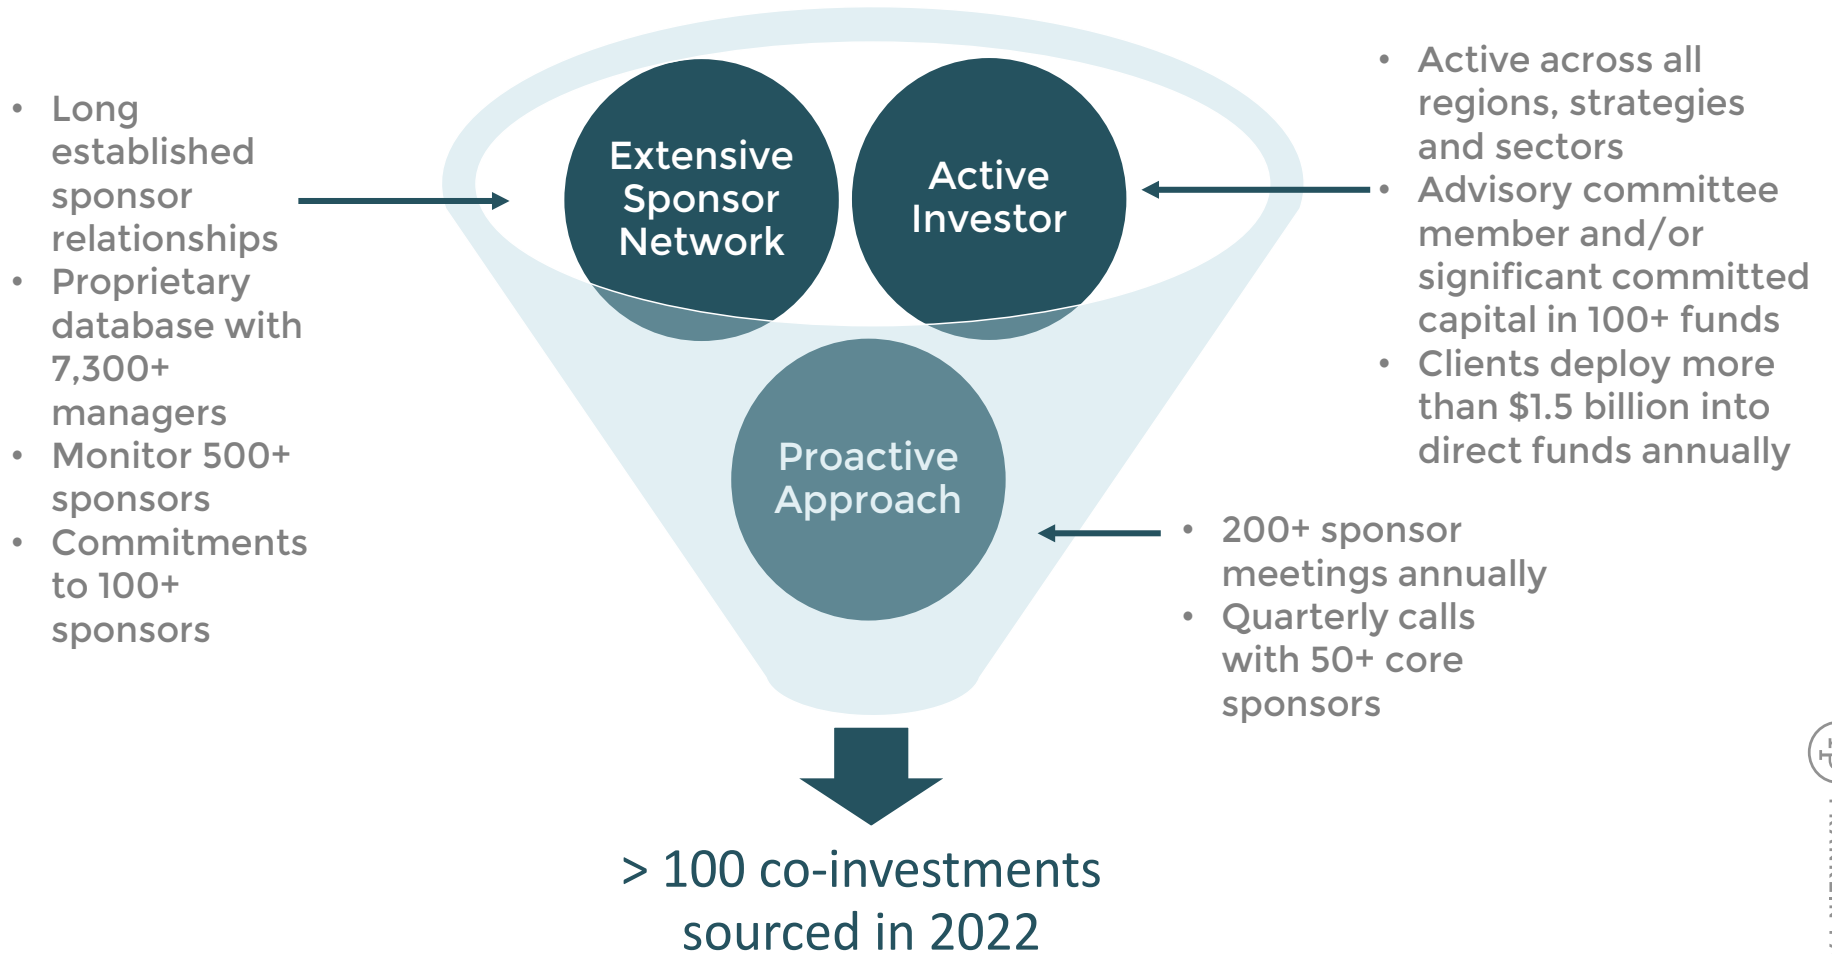 • Long
established
sponsor
relationships
• Proprietary
database with
7,300+
managers
• Monitor 500+
sponsors
• Commitments
to 100+
sponsors
Extensive
Sponsor
Network
Active
Investor
Proactive
Approach
• Active across all
regions, strategies
and sectors
• Advisory committee
member and/or
significant committed
capital in 100+ funds
• Clients deploy more
than $1.5 billion into
direct funds annually
• 200+ sponsor
meetings annually
• Quarterly calls
with 50+ core
sponsors
> 100 co-investments
sourced in 2022